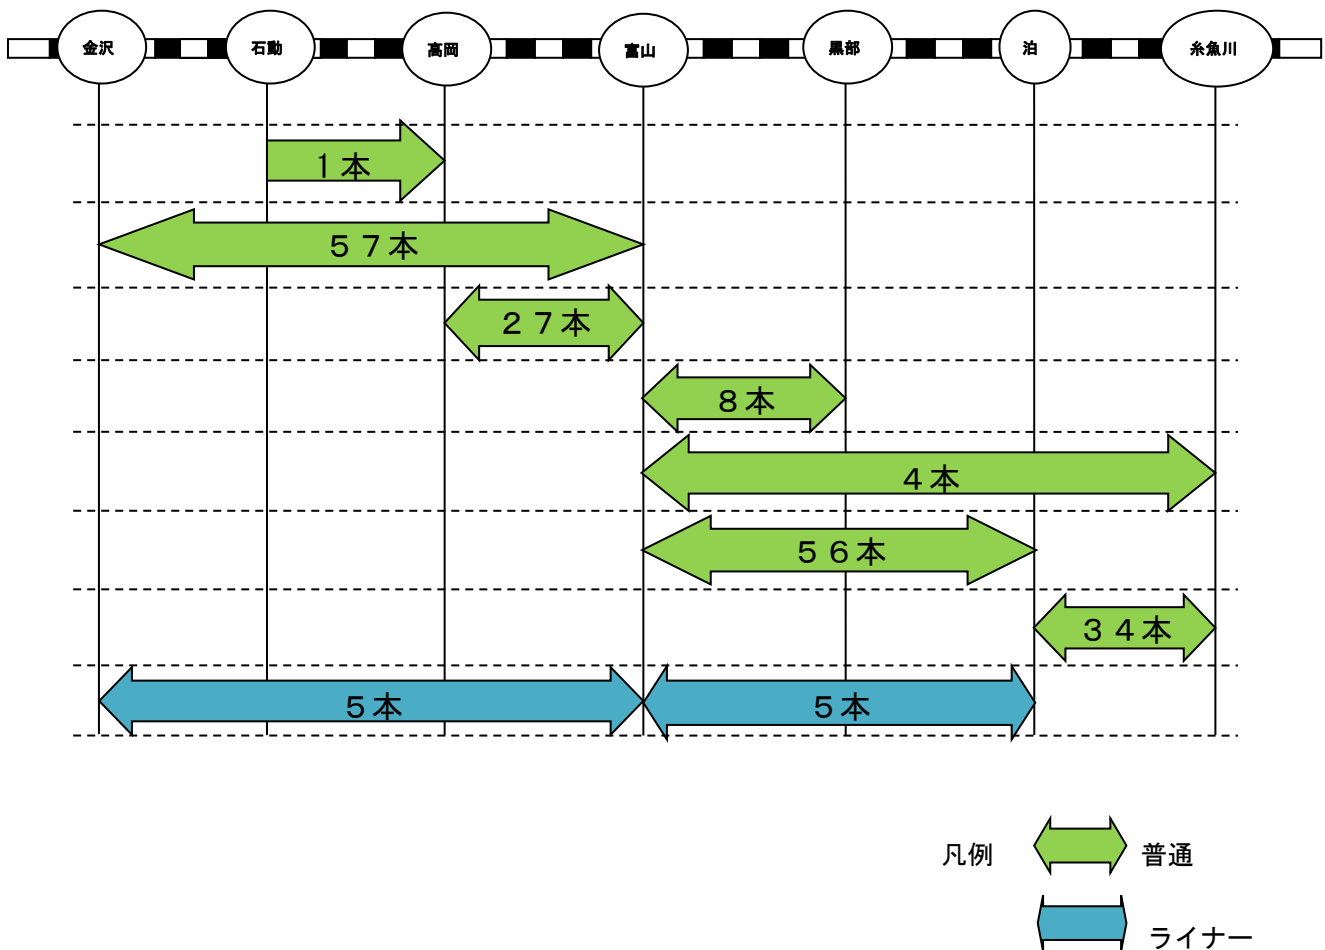 金沢 石動 高岡 富山 黒部 泊 糸魚川
１本
５７本
２７本
８本
４本
５６本
３４本
５本 ５本
凡例 普通
ライナー